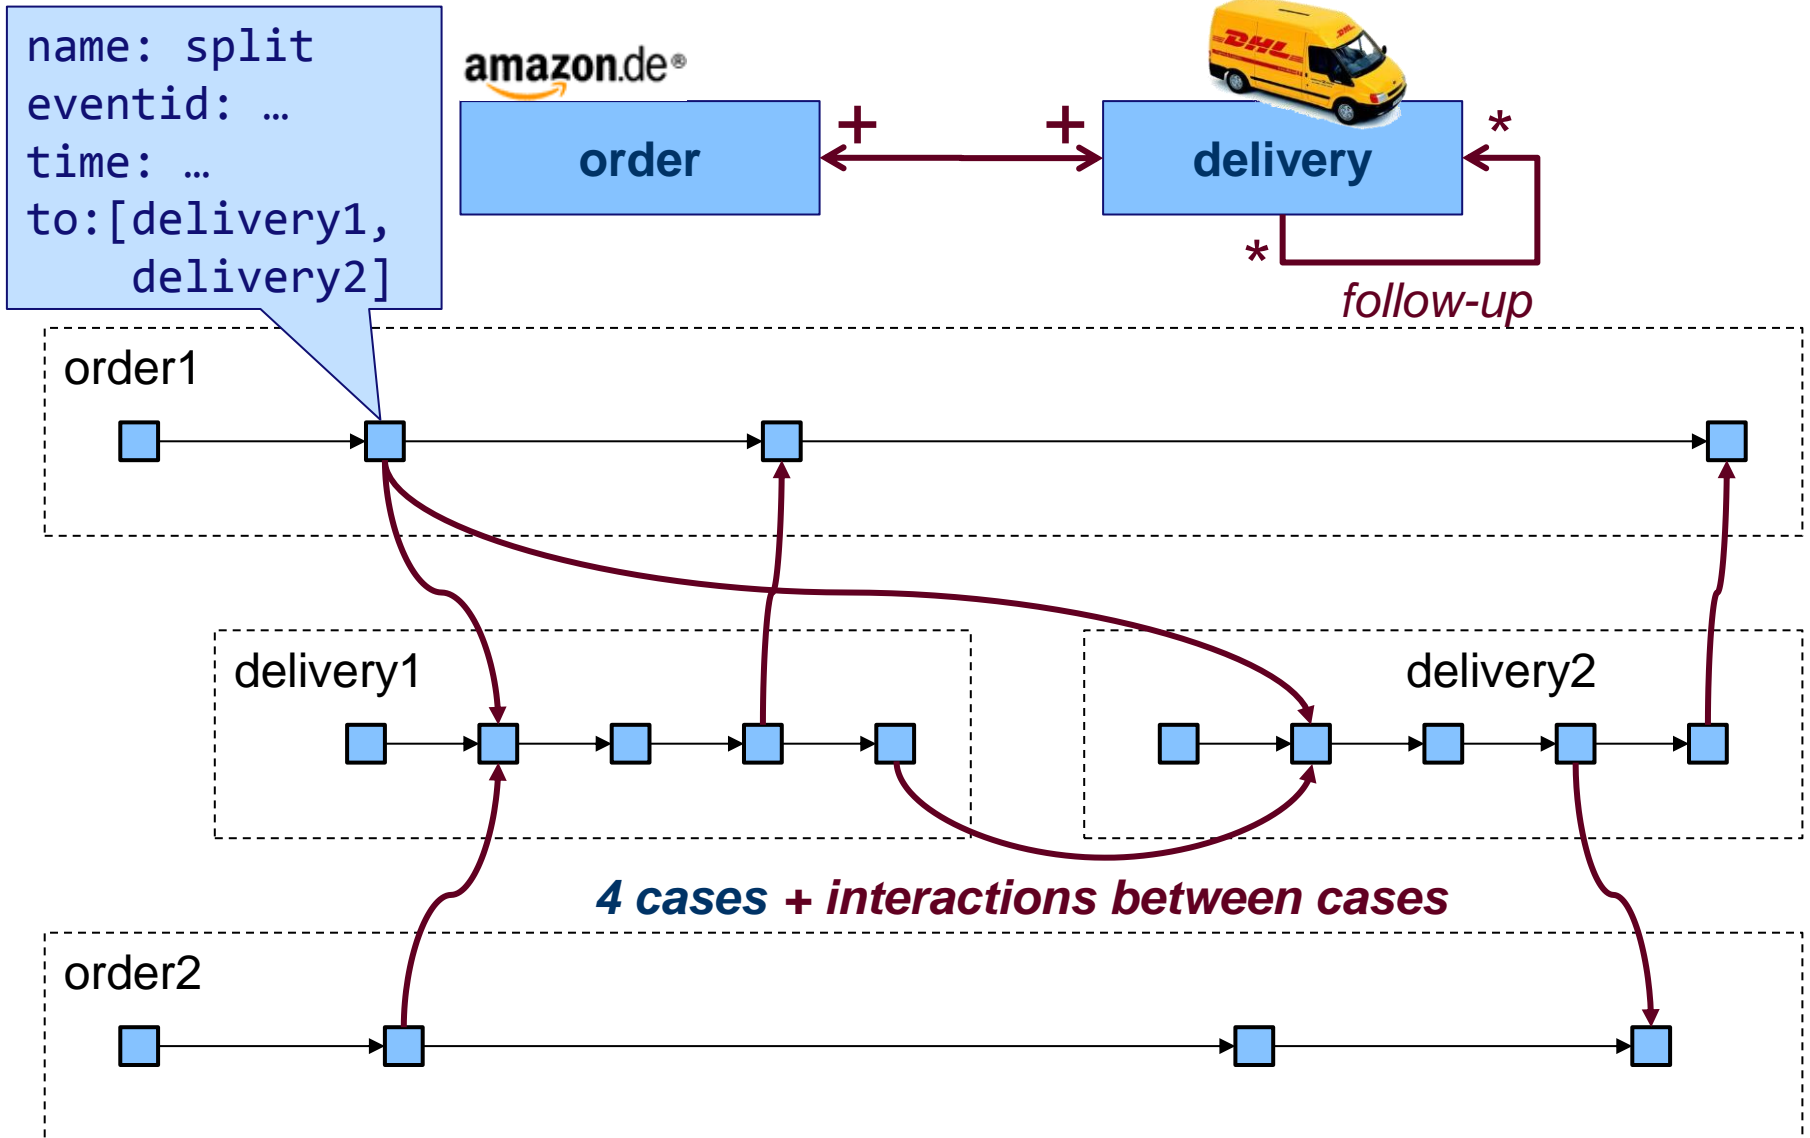 name: split
eventid: …
time: …
to:[delivery1,
delivery2]
amazon.de®
DHL
order
+
+
delivery
*
*
follow-up
order1
delivery1
delivery2
4 cases + interactions between cases
order2